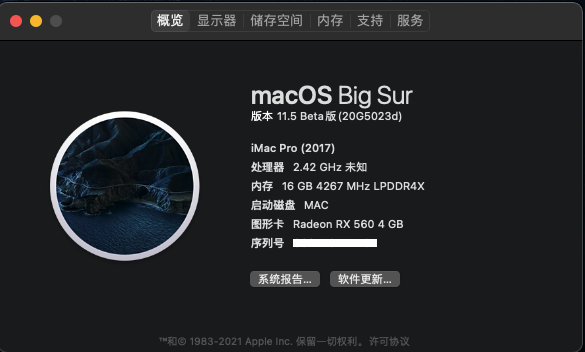 概览 显示器 储存空间 内存 支持 服务
macOS Big Sur
版本 11.5 Beta版 (20G5023d)
iMac Pro (2017)
处理器 2.42 GHz 未知
内存 16 GB 4267 MHz LPDDR4X
启动磁盘 MAC
图形卡 Radeon RX 560 4 GB
序列号
系统报告... 软件更新...
™和© 1983-2021 Apple Inc. 保留一切权利。许可协议